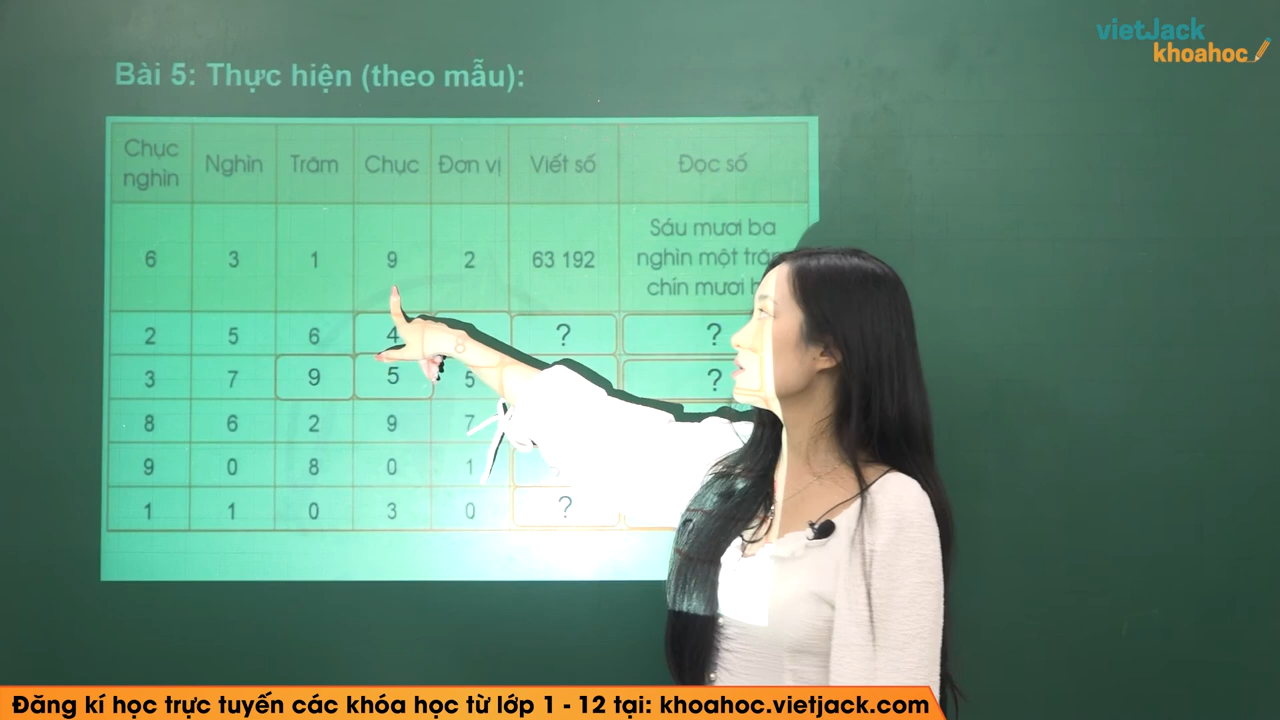 vietJack
khoahoc
Bài 5: Thực hiện (theo mẫu):
Chục nghìn Nghìn Trăm Chục Đơn vị Viết số Đọc số
6 3 1 9 2 63 192 Sáu mươi ba
nghìn một trăm
chín mươi
2 5 6 4 8 ? ?
3 7 9 5 5 ?
8 6 2 9 7
9 0 8 0 1
1 1 0 3 0 ?
Đăng kí học trực tuyến các khóa học từ lớp 1 - 12 tại: khoahoc.vietjack.com